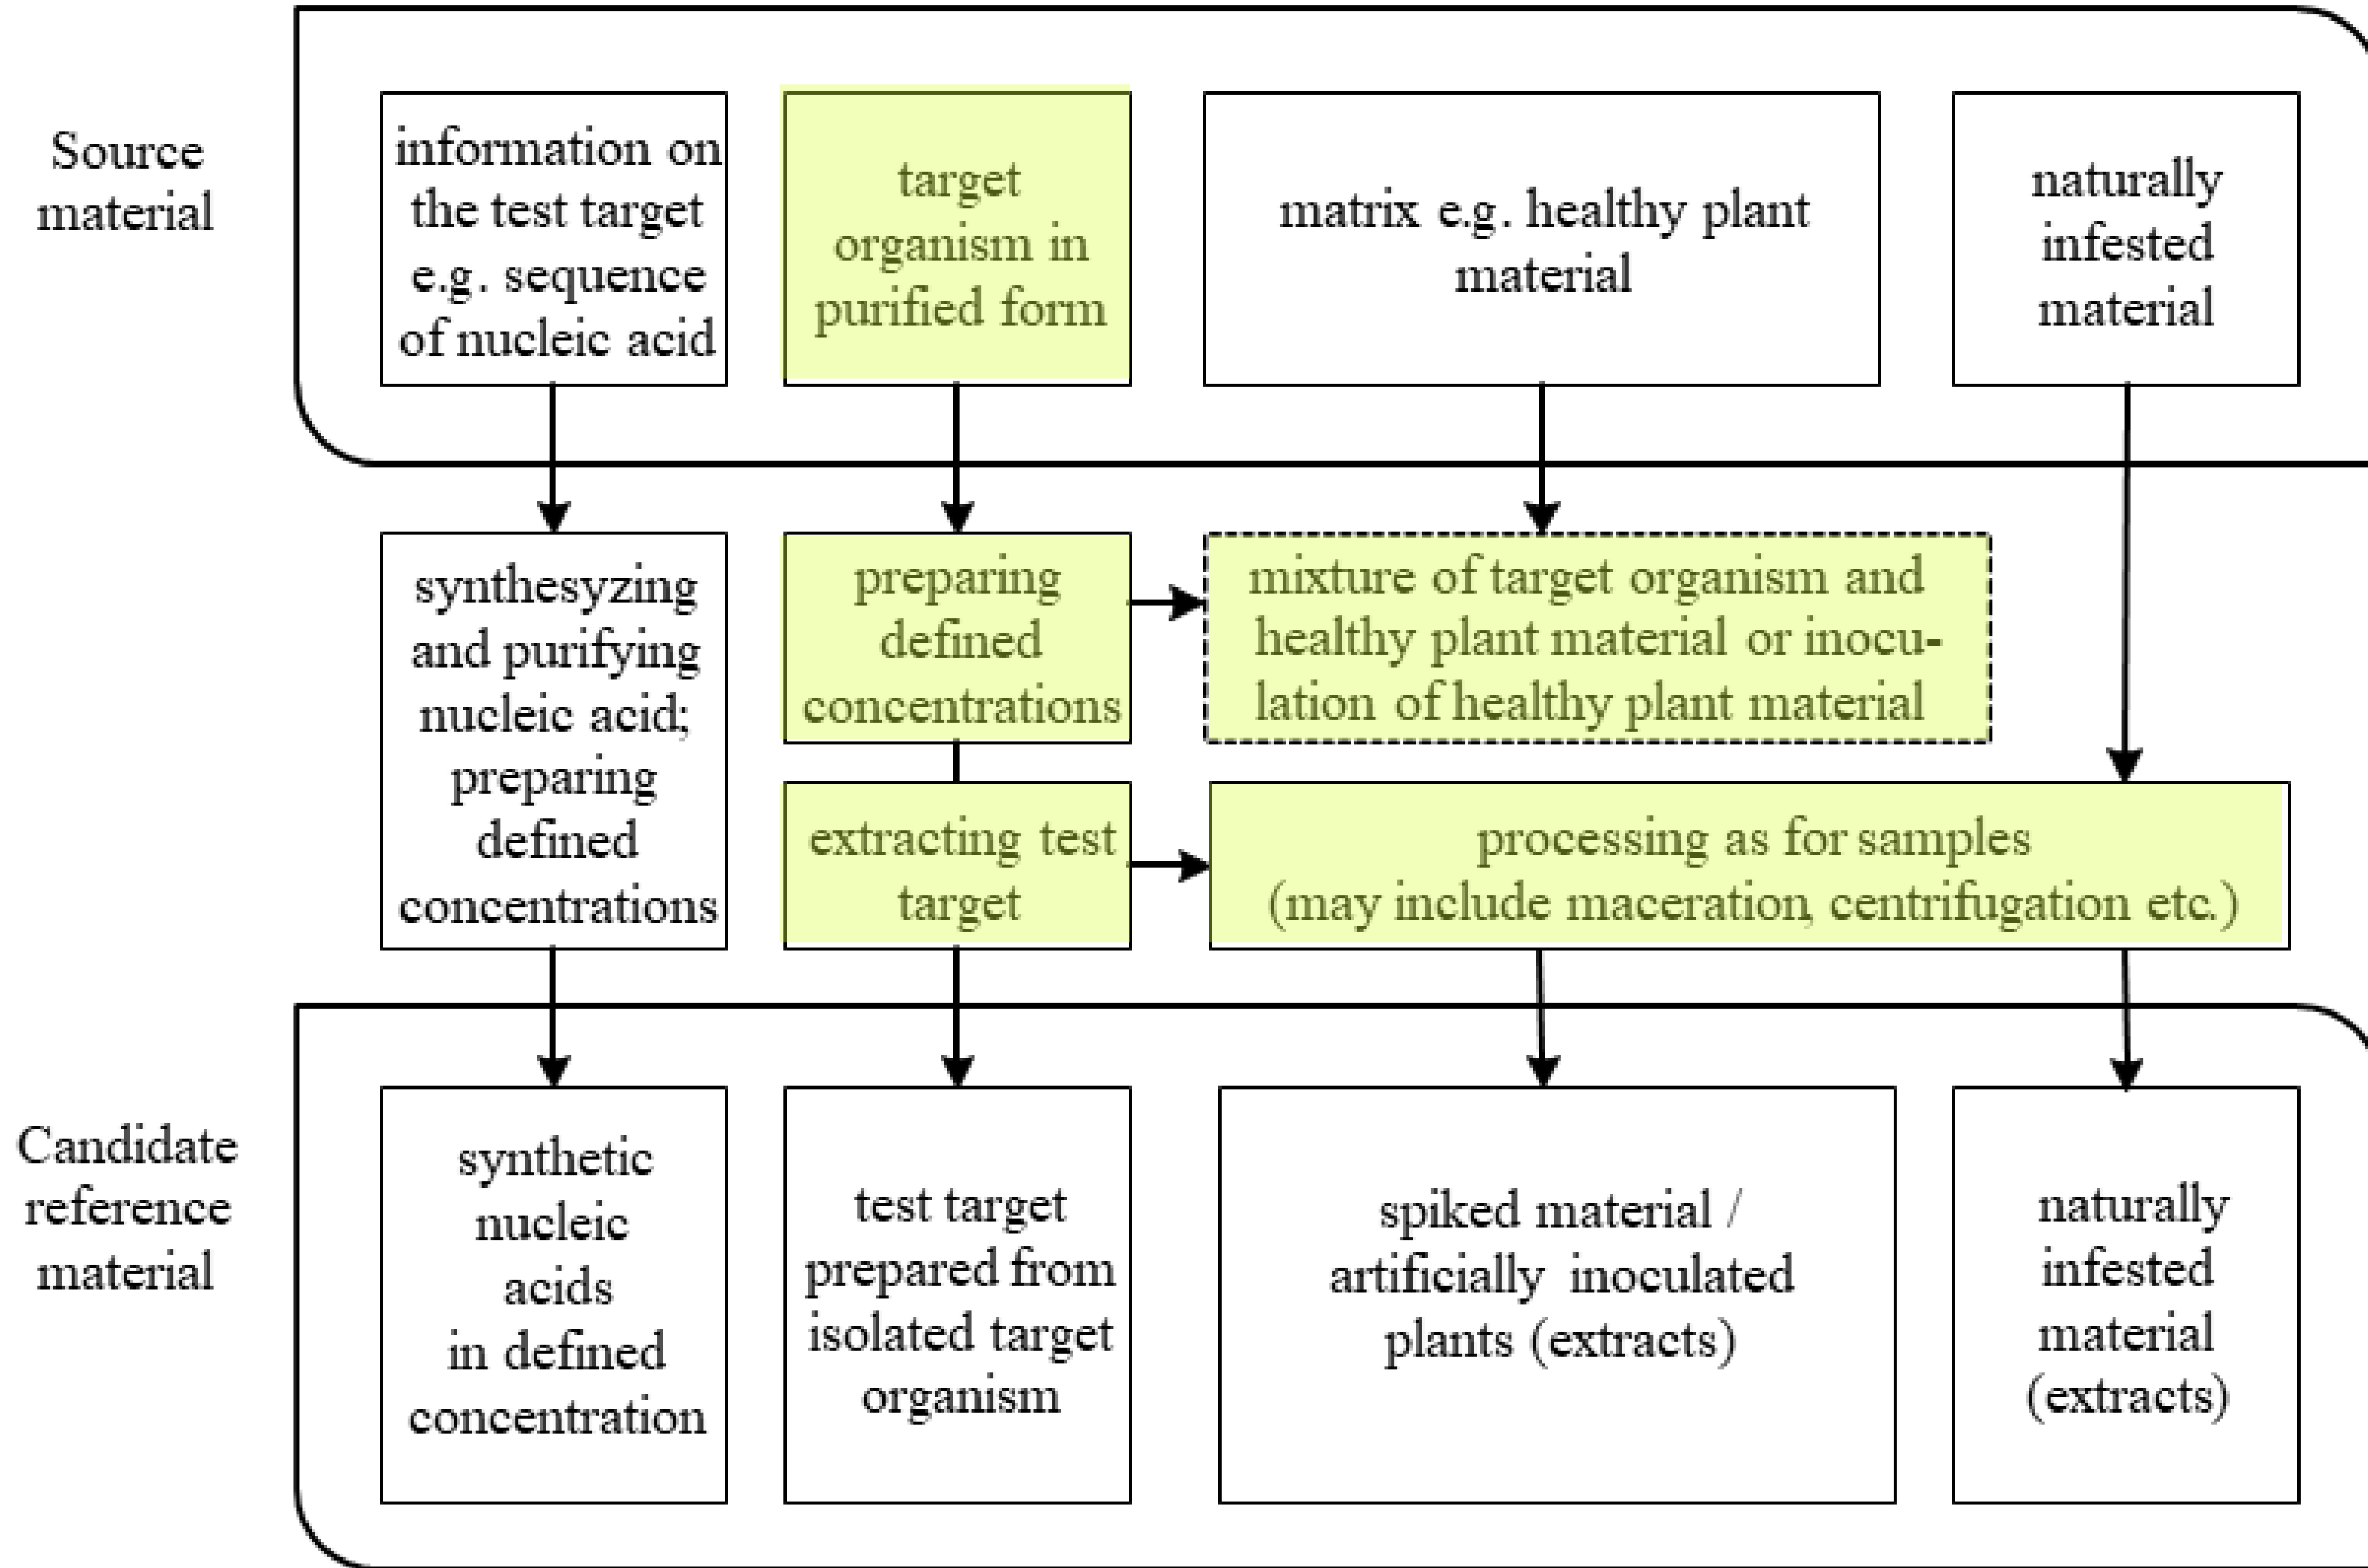 Source
material
information on
the test target
e.g. sequence
of nucleic acid
target
organism in
purified form
matrix e.g. healthy plant
material
naturally
infested
material
synthesyzing
and purifying
nucleic acid;
preparing
defined
concentrations
preparing
defined
concentrations
mixture of target organism and
healthy plant material or inocu-
lation of healthy plant material
extracting test
target
processing as for samples
(may include maceration, centrifugation etc.)
Candidate
reference
material
synthetic
nucleic
acids
in defined
concentration
test target
prepared from
isolated target
organism
spiked material /
artificially inoculated
plants (extracts)
naturally
infested
material
(extracts)